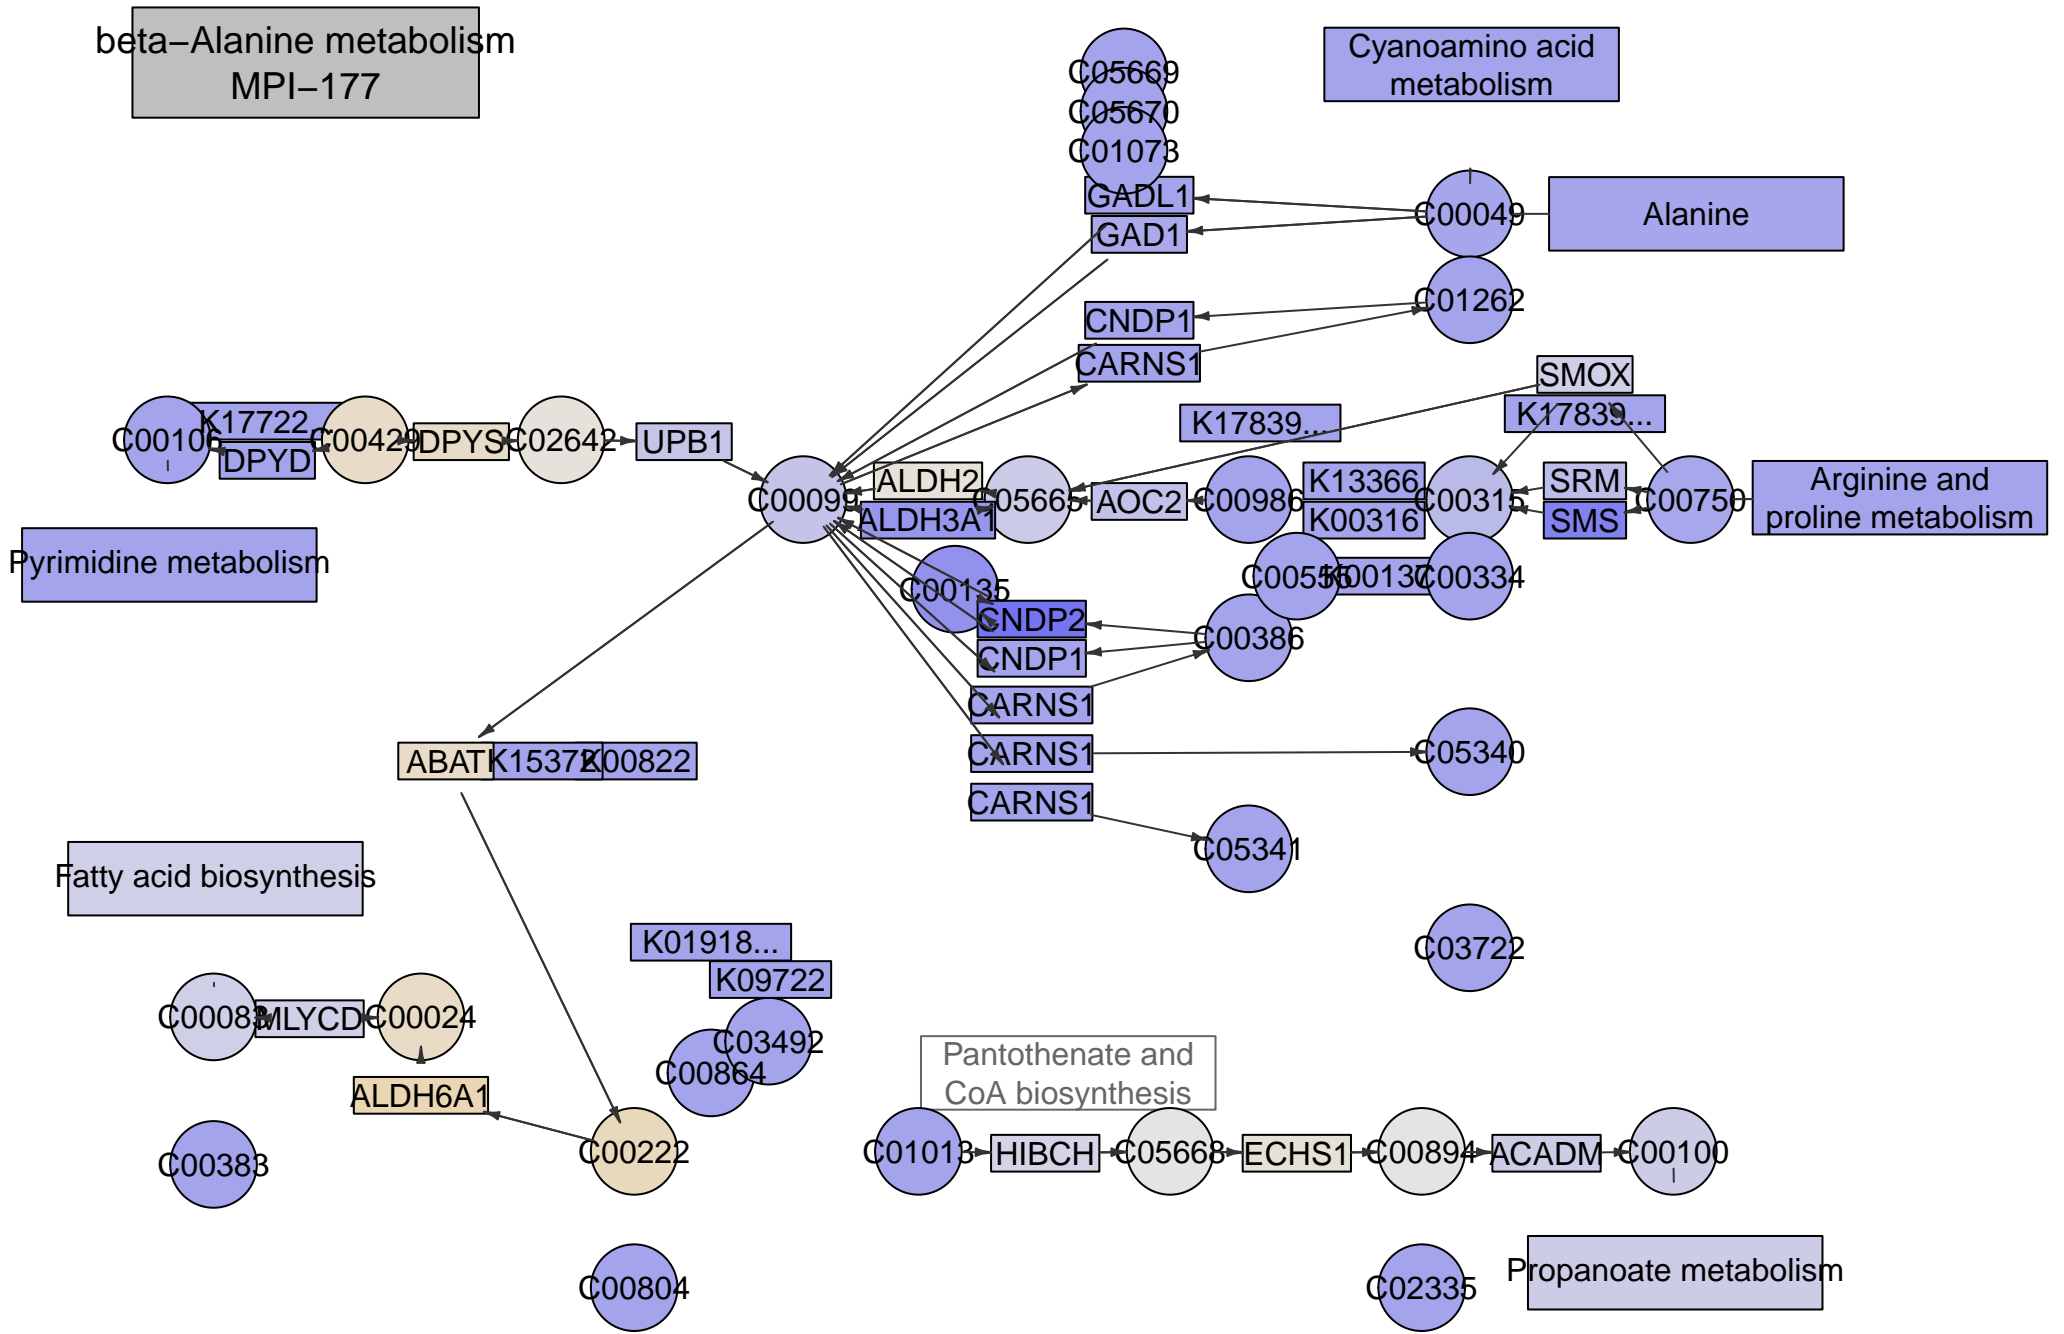 beta−Alanine metabolism
MPI−177
C05669
C05670
C01073
Cyanoamino acid
metabolism
GADL1
GAD1
C00049
Alanine
C01262
CNDP1
CARNS1
SMOX
K17839...
K17839...
C00106
K17722...
DPYD
C00429
DPYS
C02642
UPB1
C00099
ALDH2
ALDH3A1
C05665
AOC2
C00986
K13366
K00316
C00315
SRM
SMS
C00750
Arginine and
proline metabolism
Pyrimidine metabolism
C00135
C00555
K00137
C00334
CNDP2
CNDP1
C00386
CARNS1
CARNS1
CARNS1
C05340
C05341
ABAT
K15372
K00822
Fatty acid biosynthesis
K01918...
K09722
C03722
C00083
MLYCD
C00024
C03492
C00864
ALDH6A1
Pantothenate and
CoA biosynthesis
C00383
C00222
C01013
HIBCH
C05668
ECHS1
C00894
ACADM
C00100
C00804
C02335
Propanoate metabolism